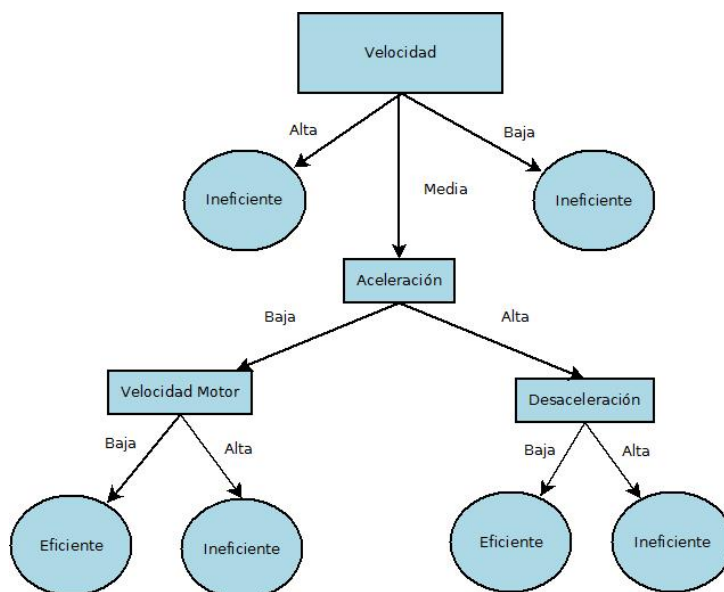 Velocidad
Alta
Baja
Ineficiente
Media
Ineficiente
Aceleración
Baja
Alta
Velocidad Motor
Desaceleración
Baja
Alta
Baja
Alta
Eficiente
Ineficiente
Eficiente
Ineficiente